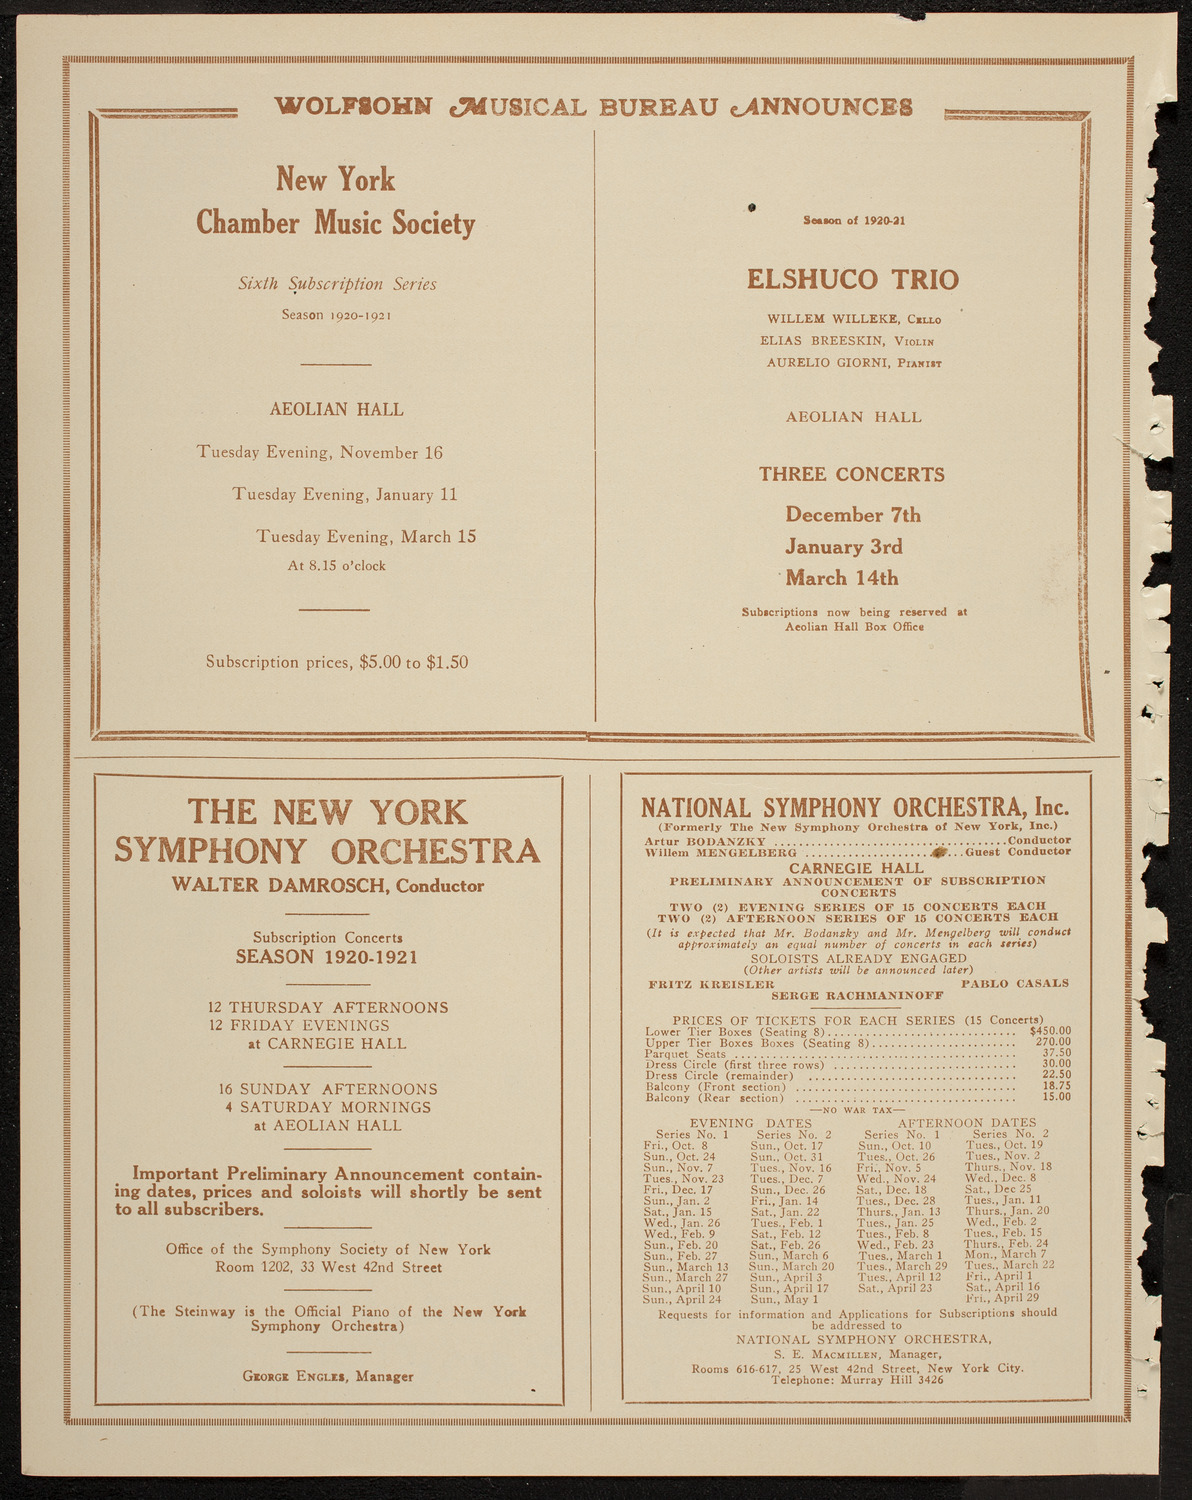 WOLFSOHN MUSICAL BUREAU ANNOUNCES
New York
Chamber Music Society
Sixth Subscription Series
Season 1920-1921
AEOLIAN HALL
Tuesday Evening, November 16
Tuesday Evening, January 11
Tuesday Evening, March 15
At 8.15 o'clock
Subscription prices, $5.00 to $1.50
Season of 1920-21
ELSHUCO TRIO
WILLEM WILLEKE, CELLO
ELIAS BREESKIN, VIOLIN
AURELIO GIORNI, PIANIST
AEOLIAN HALL
THREE CONCERTS
December 7th
January 3rd
March 14th
Subscriptions now being reserved at
Aeolian Hall Box Office
THE NEW YORK
SYMPHONY ORCHESTRA
WALTER DAMROSCH, Conductor
Subscription Concerts
SEASON 1920-1921
12 THURSDAY AFTERNOONS
12 FRIDAY EVENINGS
at CARNEGIE HALL
16 SUNDAY AFTERNOONS
4 SATURDAY MORNINGS
at AEOLIAN HALL
Important Preliminary Announcement contain-
ing dates, prices and soloists will shortly be sent
to all subscribers.
Office of the Symphony Society of New York
Room 1202, 33 West 42nd Street
(The Steinway is the Official Piano of the New York
Symphony Orchestra)
GEORGE ENGLES, Manager
NATIONAL SYMPHONY ORCHESTRA, Inc.
(Formerly The New Symphony Orchestra of New York, Inc.)
Artur BODANZKY ........................................Conductor
Willem MENGELBERG ........................Guest Conductor
CARNEGIE HALL
PRELIMINARY ANNOUNCEMENT OF SUBSCRIPTION
CONCERTS
TWO (2) EVENING SERIES OF 15 CONCERTS EACH
TWO (2) AFTERNOON SERIES OF 15 CONCERTS EACH
(It is expected that Mr. Bodanzky and Mr. Mengelberg will conduct
approximately an equal number of concerts in each series)
SOLOISTS ALREADY ENGAGED
(Other artists will be announced later)
FRITZ KREISLER PABLO CASALS
SERGE RACHMANINOFF
PRICES OF TICKETS FOR EACH SERIES (15 Concerts)
Lower Tier Boxes (Seating 8)............................... $450.00
Upper Tier Boxes Boxes (Seating 8)........................ 270.00
Parquet Seats ............................................... 37.50
Dress Circle (first three rows) ............................... 30.00
Dress Circle (remainder) ................................... 22.50
Balcony (Front section) ..................................... 18.75
Balcony (Rear section) ..................................... 15.00
—NO WAR TAX—
EVENING DATES AFTERNOON DATES
Series No. 1 Series No. 2 Series No. 1 Series No. 2
Fri., Oct. 8 Sun., Oct. 17 Sun., Oct. 10 Tues., Oct. 19
Sun., Oct. 24 Sun., Oct. 31 Tues., Oct. 26 Tues., Nov. 2
Sun., Nov. 7 Tues., Nov. 16 Fri., Nov. 5 Thurs., Nov. 18
Tues., Nov. 23 Tues., Dec. 7 Wed., Nov. 24 Wed., Dec. 8
Fri., Dec. 17 Sun., Dec. 26 Sat., Dec. 18 Sat., Dec 25
Sun., Jan. 2 Fri., Jan. 14 Tues., Dec. 28 Tues., Jan. 11
Sat., Jan. 15 Sat., Jan. 22 Thurs., Jan. 13 Thurs., Jan. 20
Wed., Jan. 26 Tues., Feb. 1 Tues., Jan. 25 Wed., Feb. 2
Wed., Feb. 9 Sat., Feb. 12 Tues., Feb. 8 Tues., Feb. 15
Sun., Feb. 20 Sat., Feb. 26 Wed., Feb. 23 Thurs., Feb. 24
Sun., Feb. 27 Sun., March 6 Tues., March 1 Mon., March 7
Sun., March 13 Sun., March 20 Tues., March 29 Tues., March 22
Sun., March 27 Sun., April 3 Tues., April 12 Fri., April 1
Sun., April 10 Sun., April 17 Sat., April 23 Sat., April 16
Sun., April 24 Sun., May 1 Fri., April 29
Requests for information and Applications for Subscriptions should
be addressed to
NATIONAL SYMPHONY ORCHESTRA,
S. E. MACMILLEN, Manager,
Rooms 616-617, 25 West 42nd Street, New York City.
Telephone: Murray Hill 3426